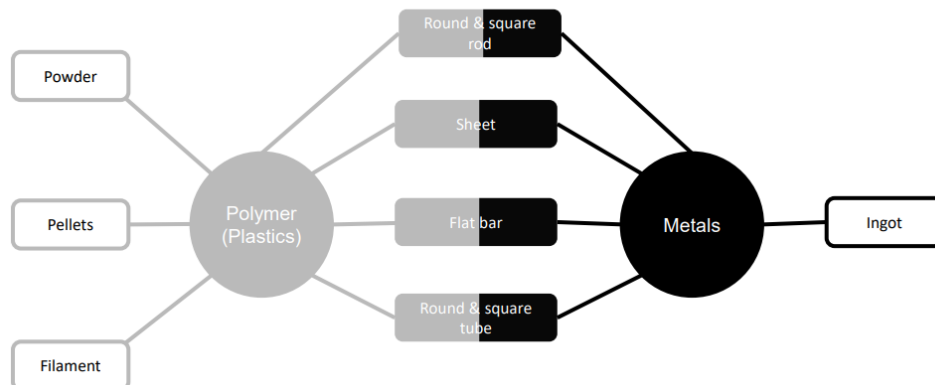 Round & square
rod
Powder
Sheet
Polymer
(Plastics)
Pellets
Flat bar
Metals
Ingot
Round & square
tube
Filament